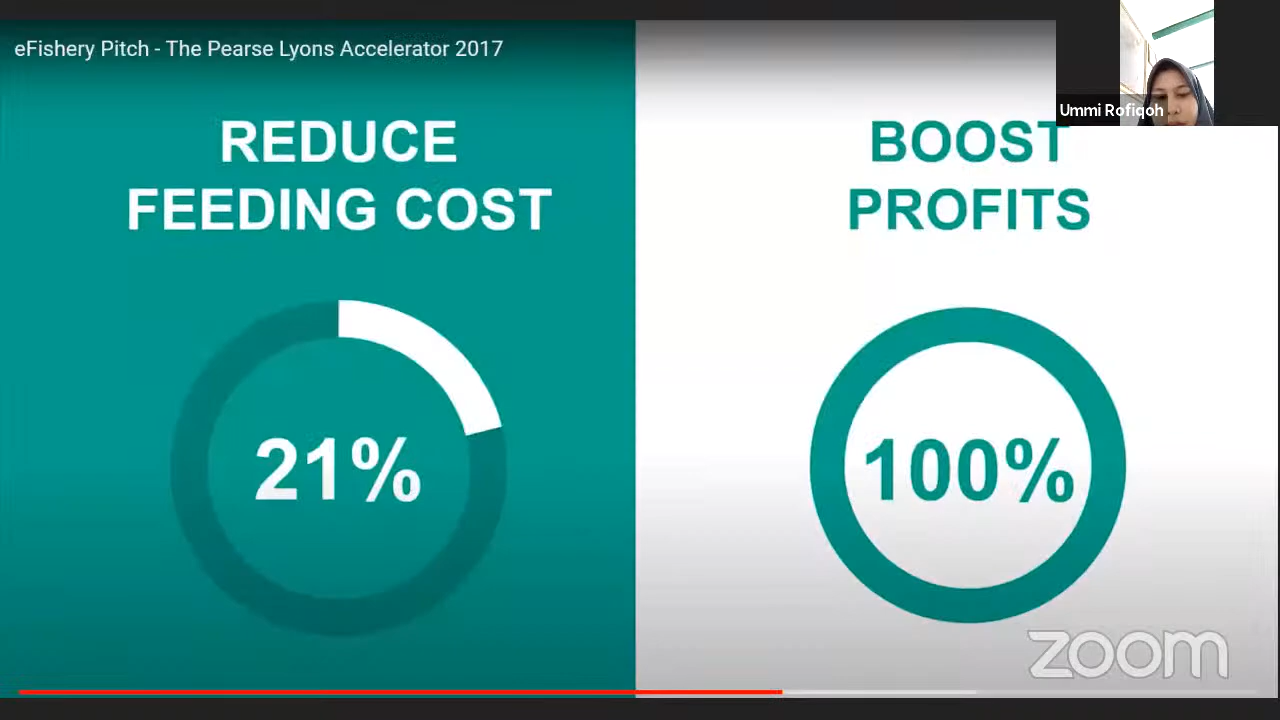 eFishery Pitch - The Pearse Lyons Accelerator 2017
Ummi Rofiqoh
REDUCE
FEEDING COST
21%
BOOST
PROFITS
100%
zoom